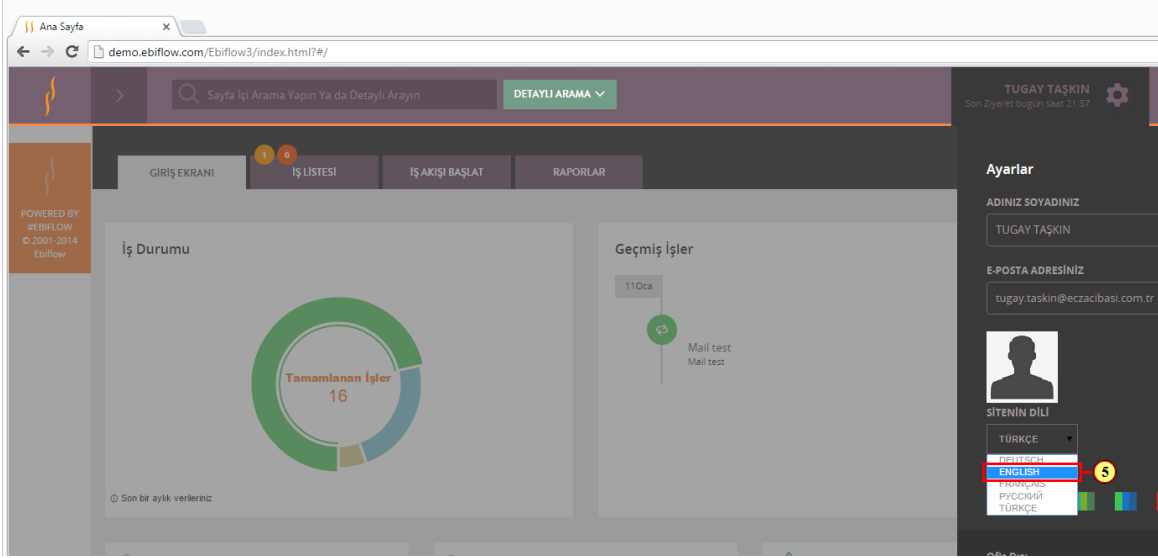 Ana Sayfa
demo.ebiflow.com/Ebiflow3/index.html?#/
Sayfa İçi Arama Yapın Ya da Detaylı Arayın
DETAYLI ARAMA
TUGAY TAŞKIN
Son Ziyaret bugün saat 21:57
1 0
GİRİŞ EKRANI
İŞ LİSTESİ
İŞ AKIŞI BAŞLAT
RAPORLAR
POWERED BY
#EBIFLOW
© 2001-2014
Ebiflow
İş Durumu
Tamamlanan İşler
16
Son bir aylık verileriniz
Geçmiş İşler
11Oca
Mail test
Mail test
Ayarlar
ADINIZ SOYADINIZ
TUGAY TAŞKIN
E-POSTA ADRESİNİZ
tugay.taskin@eczacibasi.com.tr
SİTENİN DİLİ
TÜRKÇE
DEUTSCH
ENGLISH
5
FRANÇAIS
РУССКИЙ
TÜRKÇE
Ofis Dışı